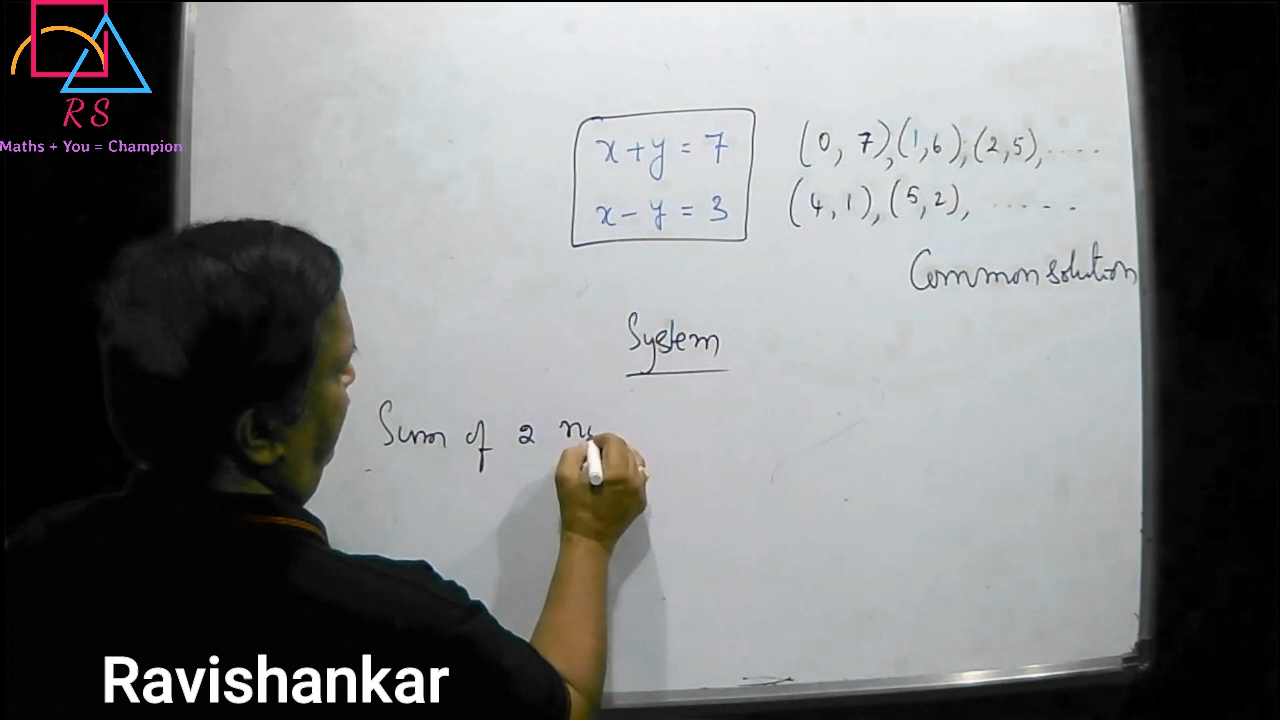 RS
Maths + You = Champion
x + y = 7 (0, 7), (1, 6), (2, 5), ....
x - y = 3 (4, 1), (5, 2), .....
Common solution
System
Sum of 2
Ravishankar